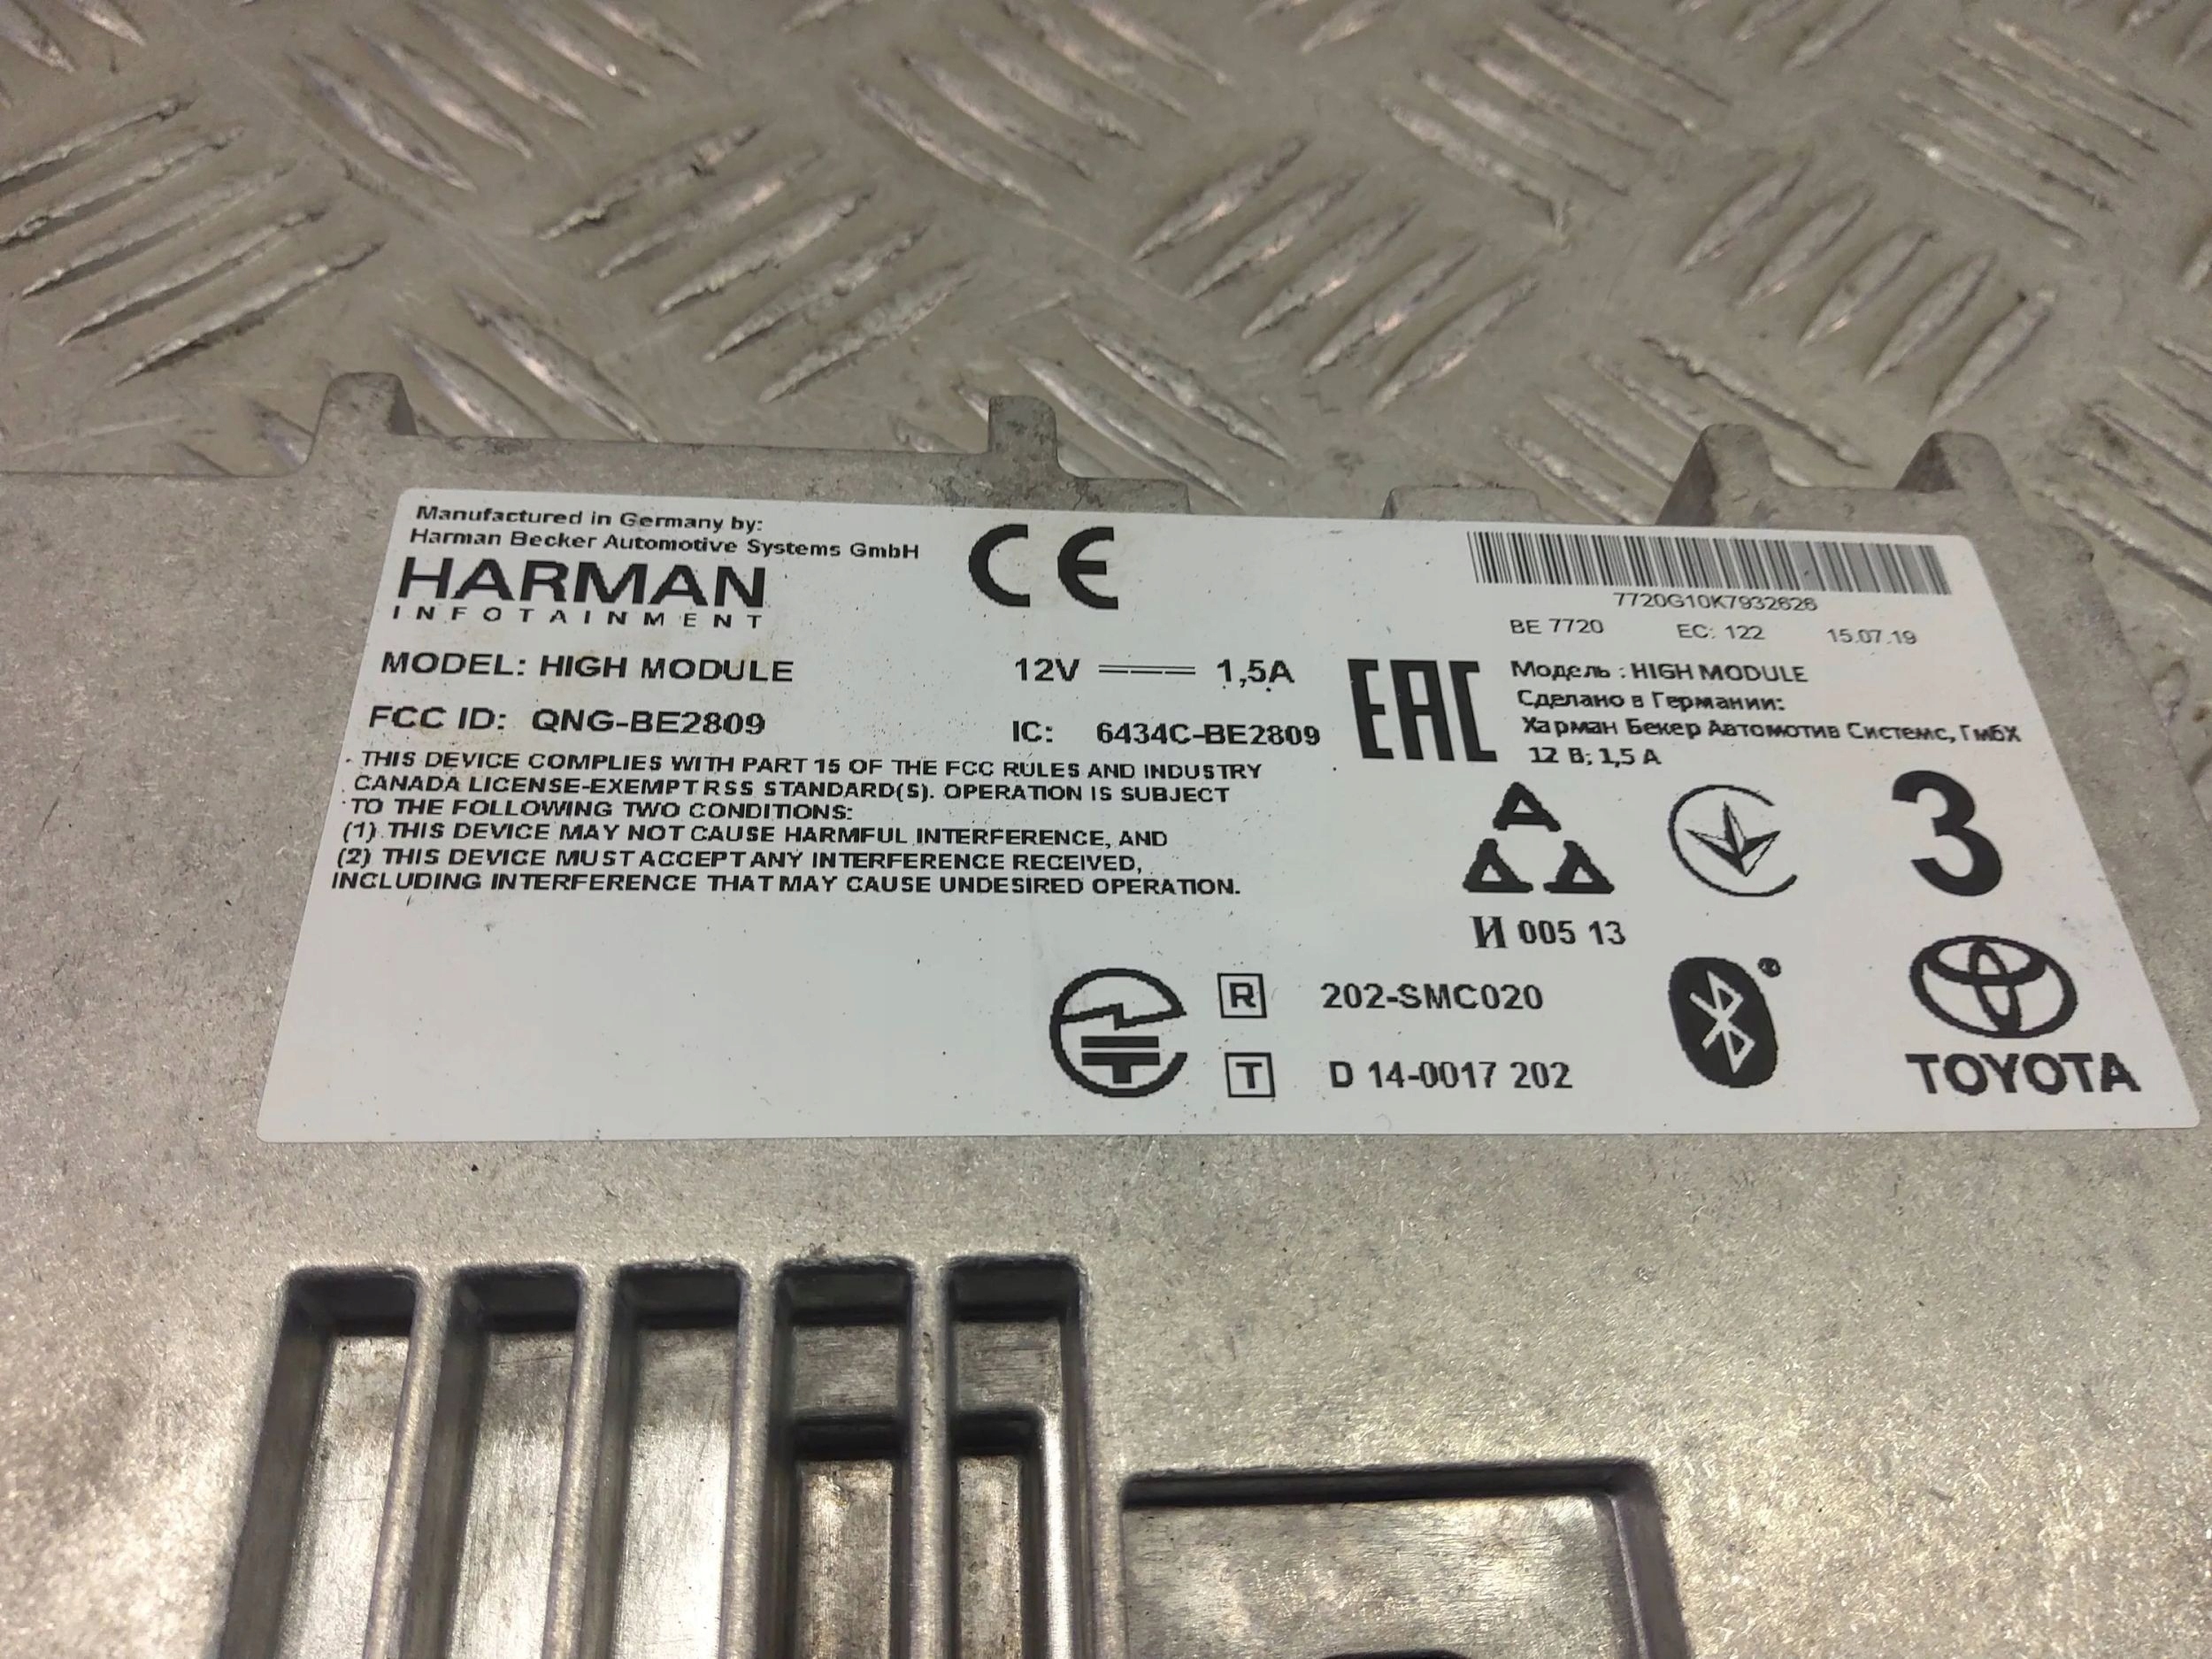 Manufactured in Germany by:
Harman Becker Automotive Systems GmbH
HARMAN
INFOTAINMENT
CE
MODEL: HIGH MODULE
12V 1,5A
FCC ID: QNG-BE2809
IC: 6434C-BE2809
THIS DEVICE COMPLIES WITH PART 15 OF THE FCC RULES AND INDUSTRY
CANADA LICENSE-EXEMPT RSS STANDARD(S). OPERATION IS SUBJECT
TO THE FOLLOWING TWO CONDITIONS:
(1) THIS DEVICE MAY NOT CAUSE HARMFUL INTERFERENCE, AND
(2) THIS DEVICE MUST ACCEPT ANY INTERFERENCE RECEIVED,
INCLUDING INTERFERENCE THAT MAY CAUSE UNDESIRED OPERATION.
7720G10K7932626
BE 7720 EC: 122 15.07.19
EAC
Модель : HIGH MODULE
Сделано в Германии:
Харман Бекер Автомотив Системс, ГмбХ
12 В; 1,5 А
3
И 005 13
R 202-SMC020
T D 14-0017 202
TOYOTA